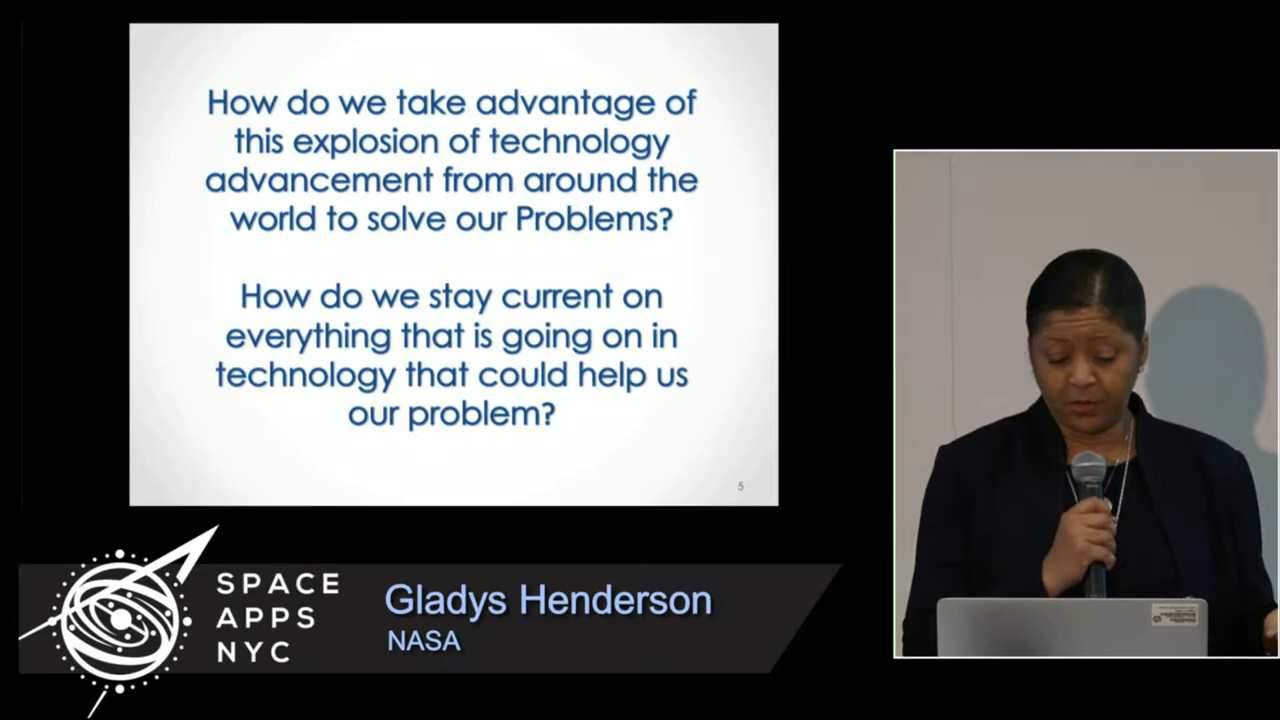 How do we take advantage of
this explosion of technology
advancement from around the
world to solve our Problems?
How do we stay current on
everything that is going on in
technology that could help us
our problem?
5
SPACE
APPS
NYC
Gladys Henderson
NASA